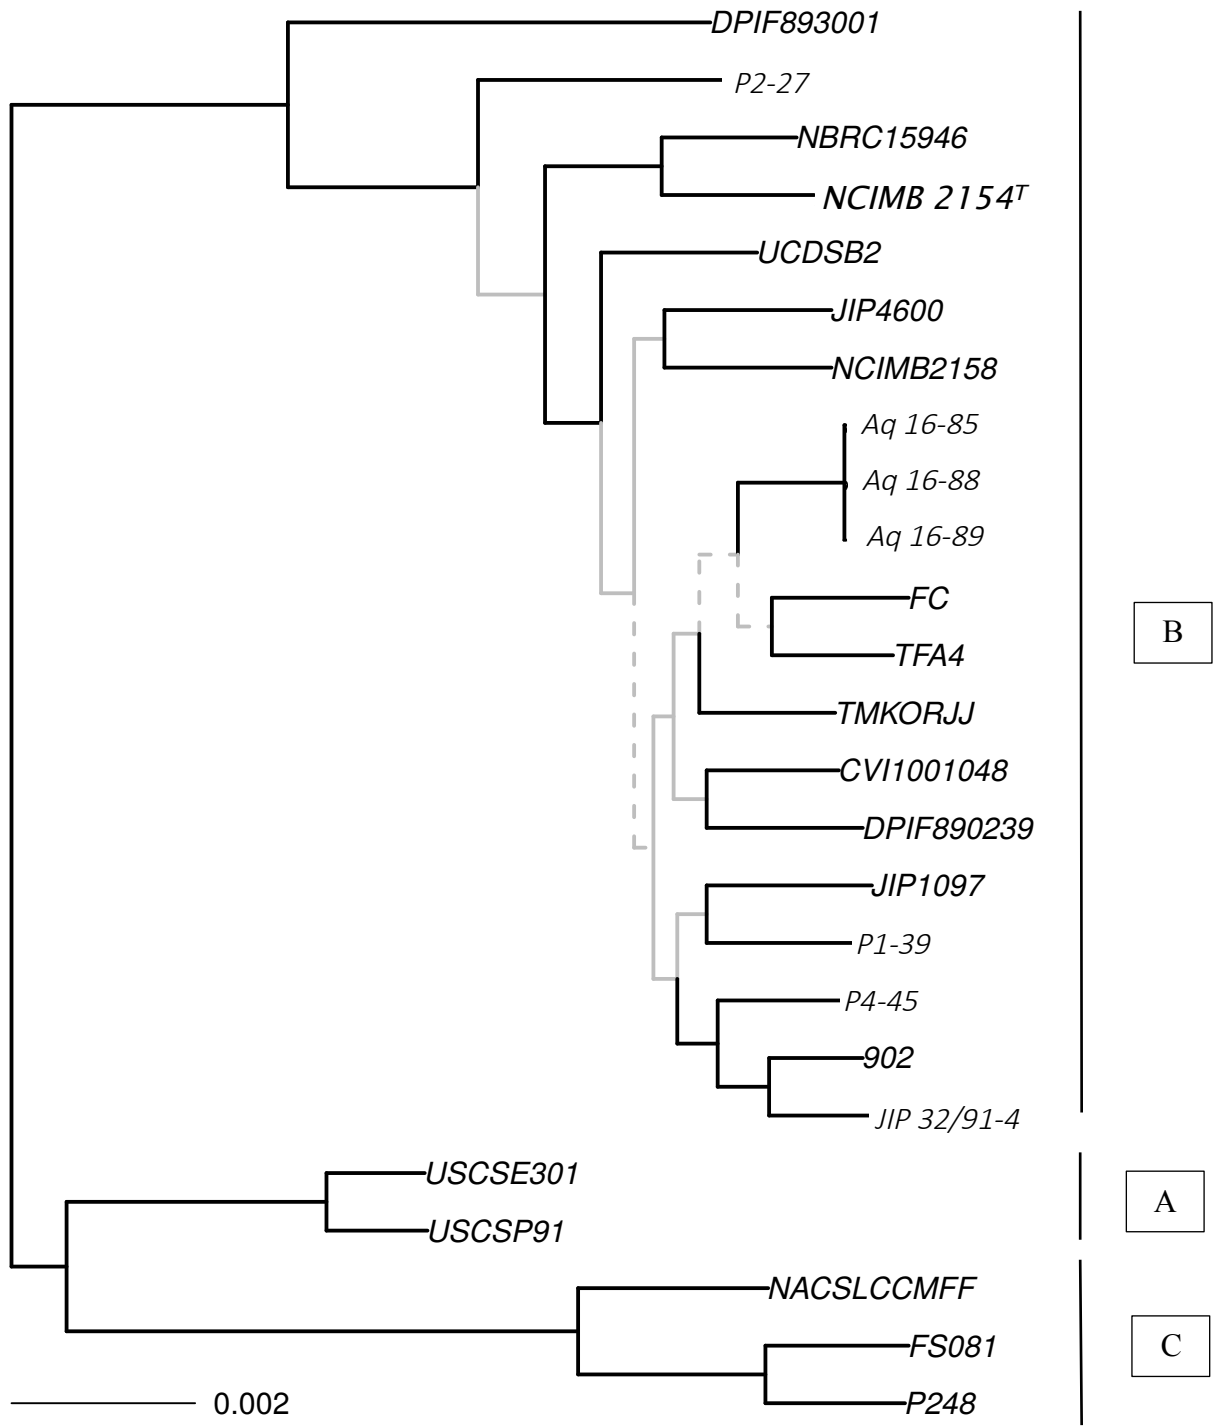 DPIF893001
P2-27
NBRC15946
NCIMB 2154ᵀ
UCDSB2
JIP4600
NCIMB2158
Aq 16-85
Aq 16-88
Aq 16-89
FC
B
TFA4
TMKORJJ
CVI1001048
DPIF890239
JIP1097
P1-39
P4-45
902
JIP 32/91-4
USCSE301
A
USCSP91
NACSLCCMFF
FS081
C
P248
0.002